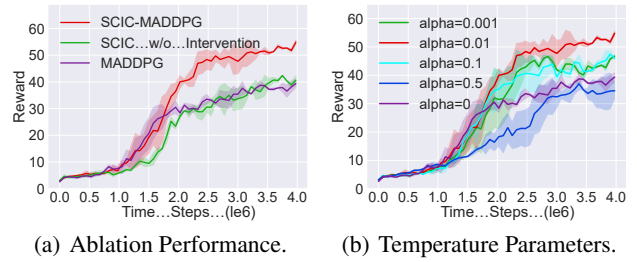 SCIC-MADDPG
SCIC...w/o...Intervention
MADDPG
Reward
60
50
40
30
20
10
0
0.0 0.5 1.0 1.5 2.0 2.5 3.0 3.5 4.0
Time...Steps...(le6)
(a) Ablation Performance.
alpha=0.001
alpha=0.01
alpha=0.1
alpha=0.5
alpha=0
Reward
60
50
40
30
20
10
0
0.0 0.5 1.0 1.5 2.0 2.5 3.0 3.5 4.0
Time...Steps...(le6)
(b) Temperature Parameters.